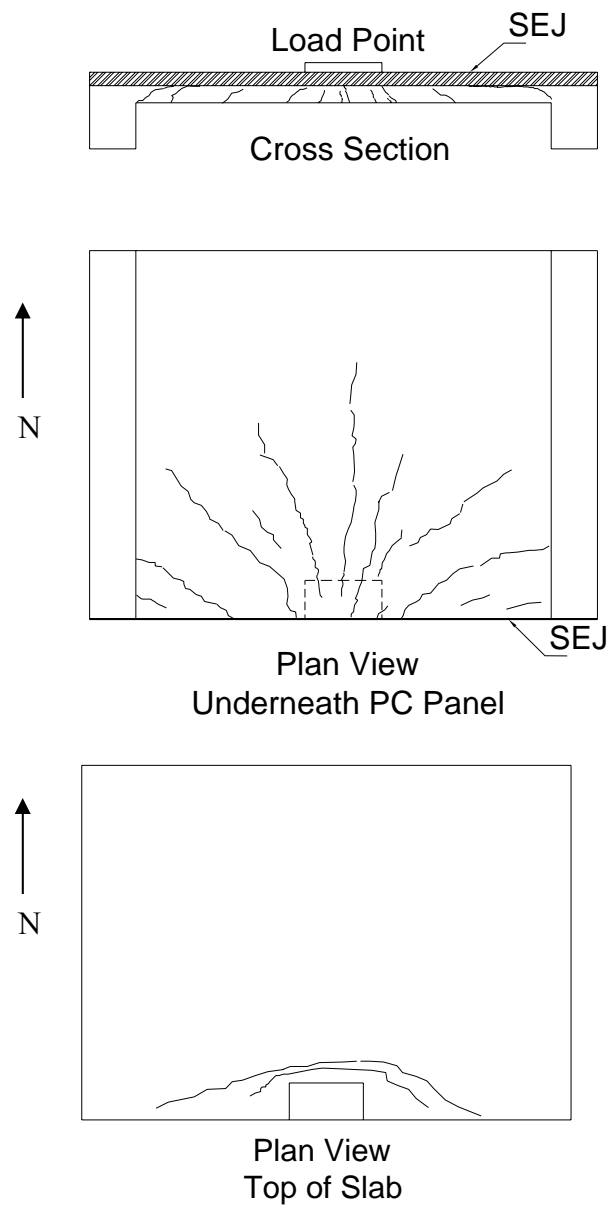 SEJ
Load Point
Cross Section
N
SEJ
Plan View
Underneath PC Panel
N
Plan View
Top of Slab